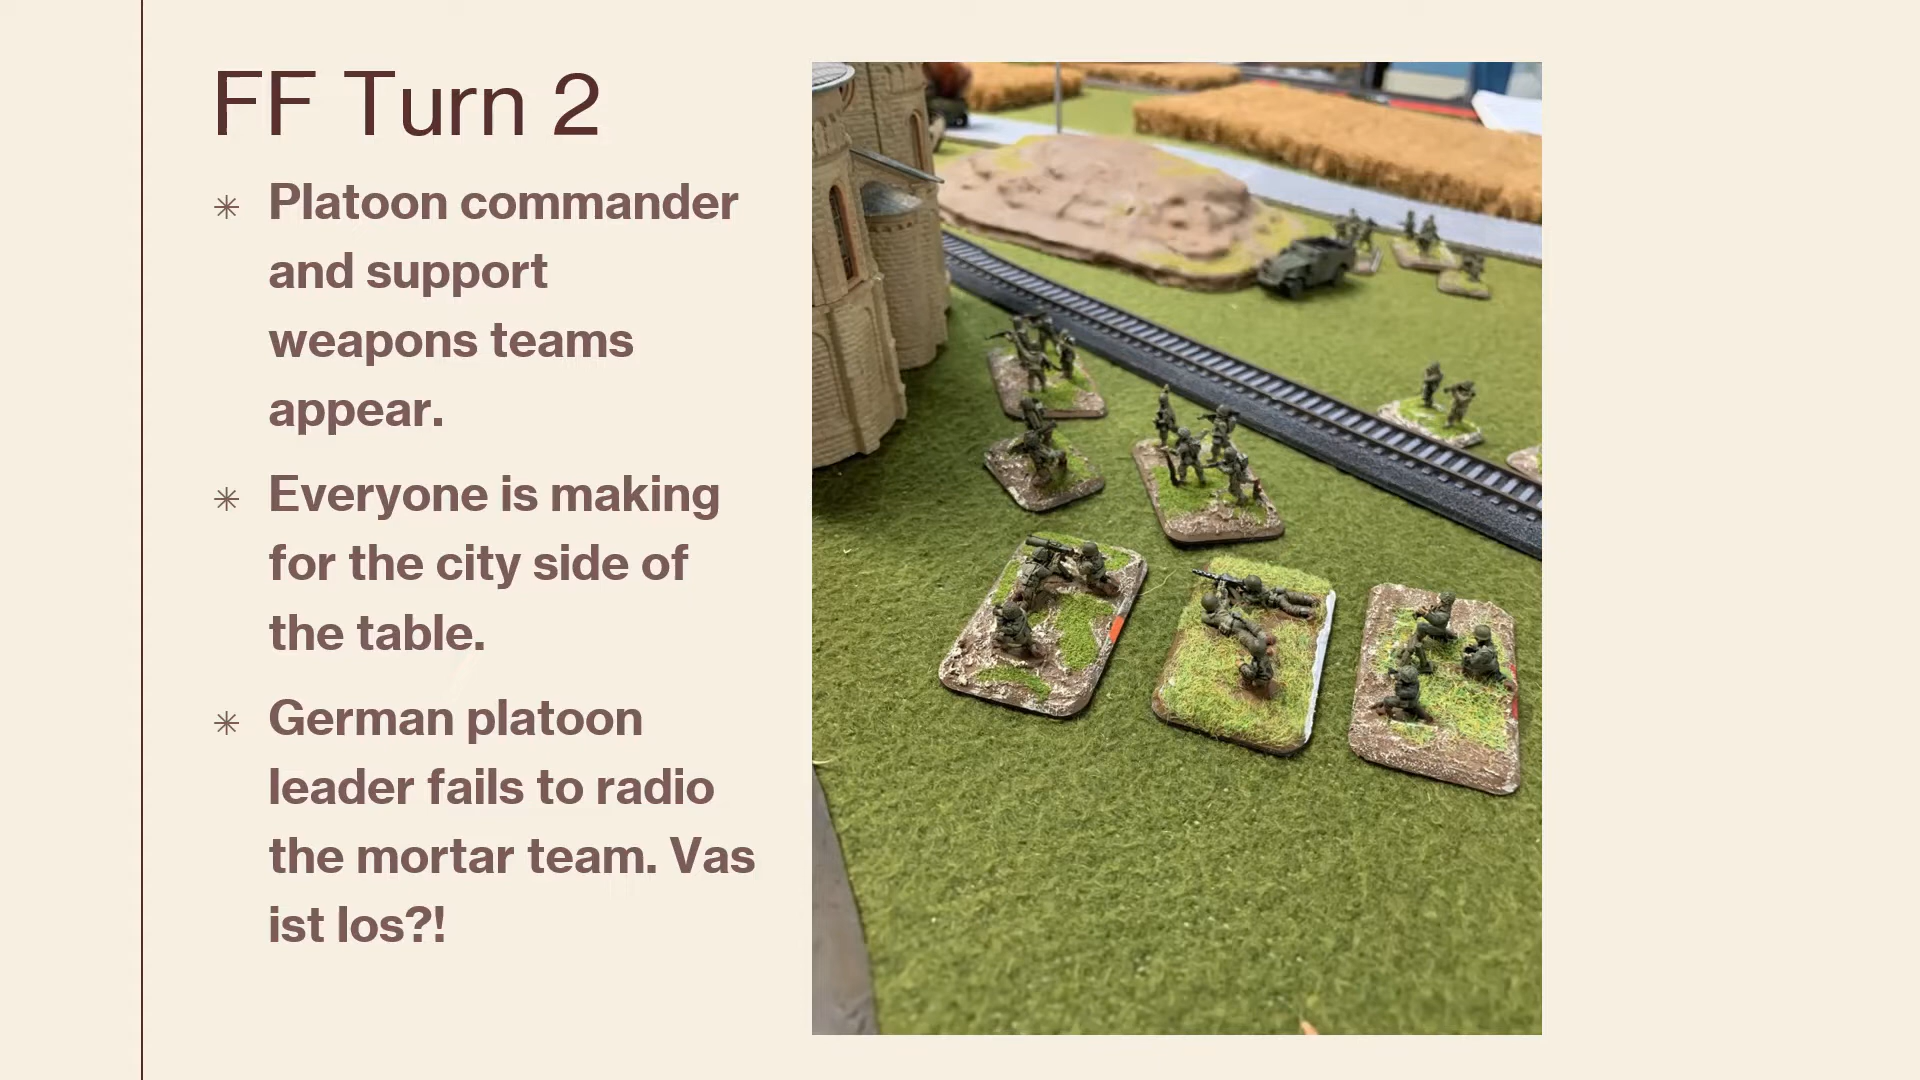 FF Turn 2
Platoon commander
and support
weapons teams
appear.
Everyone is making
for the city side of
the table.
German platoon
leader fails to radio
the mortar team. Vas
ist los?!